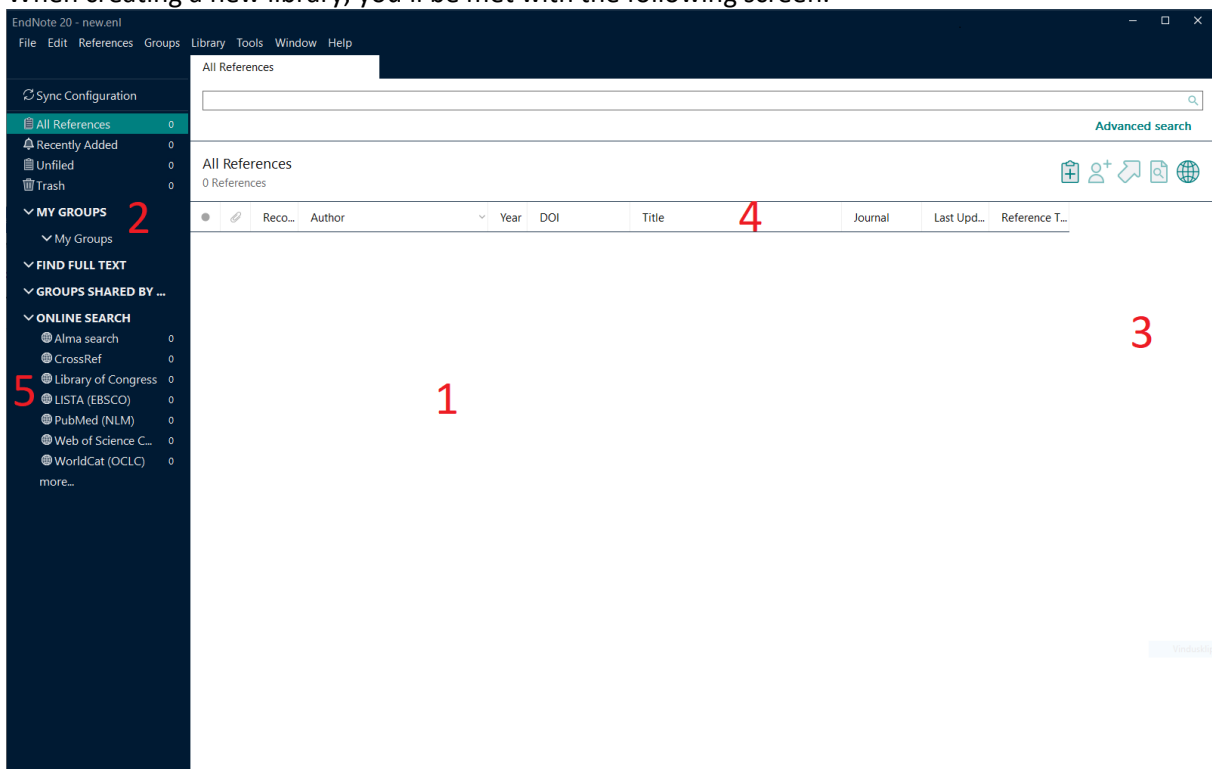 When creating a new library, you'll be met with the following screen:
EndNote 20 - new.enl
File Edit References Groups Library Tools Window Help
All References
Sync Configuration
All References 0
Advanced search
Recently Added 0
Unfiled 0
All References
Trash 0
0 References
MY GROUPS 2
Reco... Author Year DOI Title 4 Journal Last Upd... Reference T...
My Groups
FIND FULL TEXT
GROUPS SHARED BY ...
ONLINE SEARCH
Alma search 0
3
CrossRef 0
Library of Congress 0
5
LISTA (EBSCO) 0
1
PubMed (NLM) 0
Web of Science C... 0
WorldCat (OCLC) 0
more...